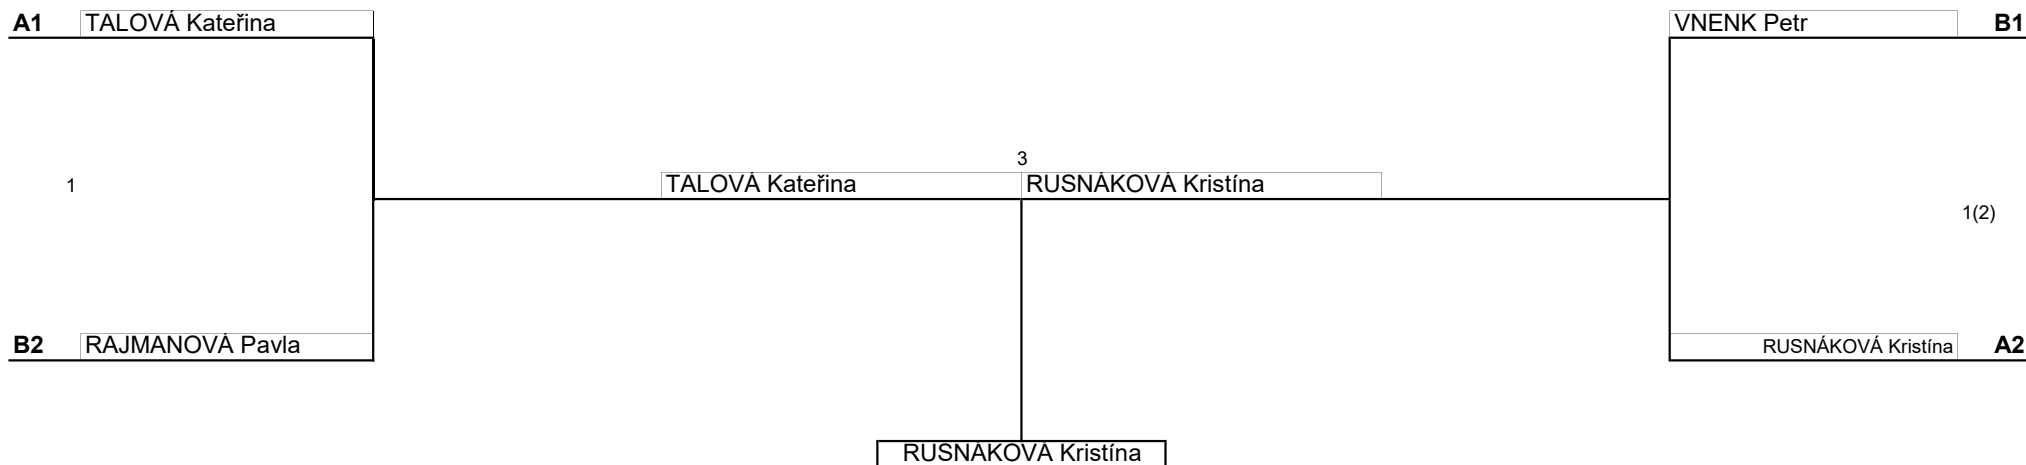 A1 TALOVÁ Kateřina VNENK Petr B1
3
1 TALOVÁ Kateřina RUSNÁKOVÁ Kristína
1(2)
B2 RAJMANOVÁ Pavla RUSNÁKOVÁ Kristína A2
RUSNÁKOVÁ Kristína